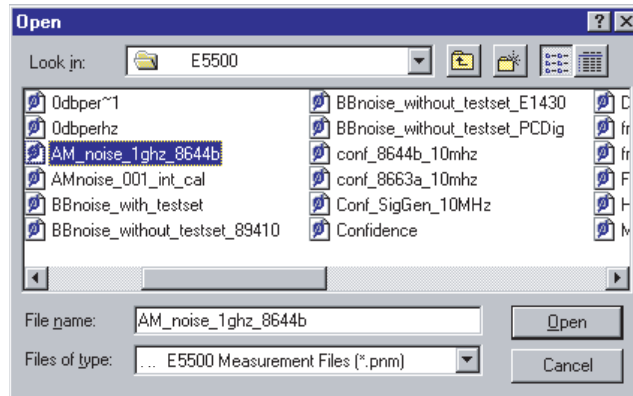 Open
Look in: E5500
0dbper~1
0dbperhz
AM_noise_1ghz_8644b
AMnoise_001_int_cal
BBnoise_with_testset
BBnoise_without_testset_89410
BBnoise_without_testset_E1430
BBnoise_without_testset_PCDig
conf_8644b_10mhz
conf_8663a_10mhz
Conf_SigGen_10MHz
Confidence
File name: AM_noise_1ghz_8644b
Open
Files of type: ... E5500 Measurement Files (*.pnm)
Cancel